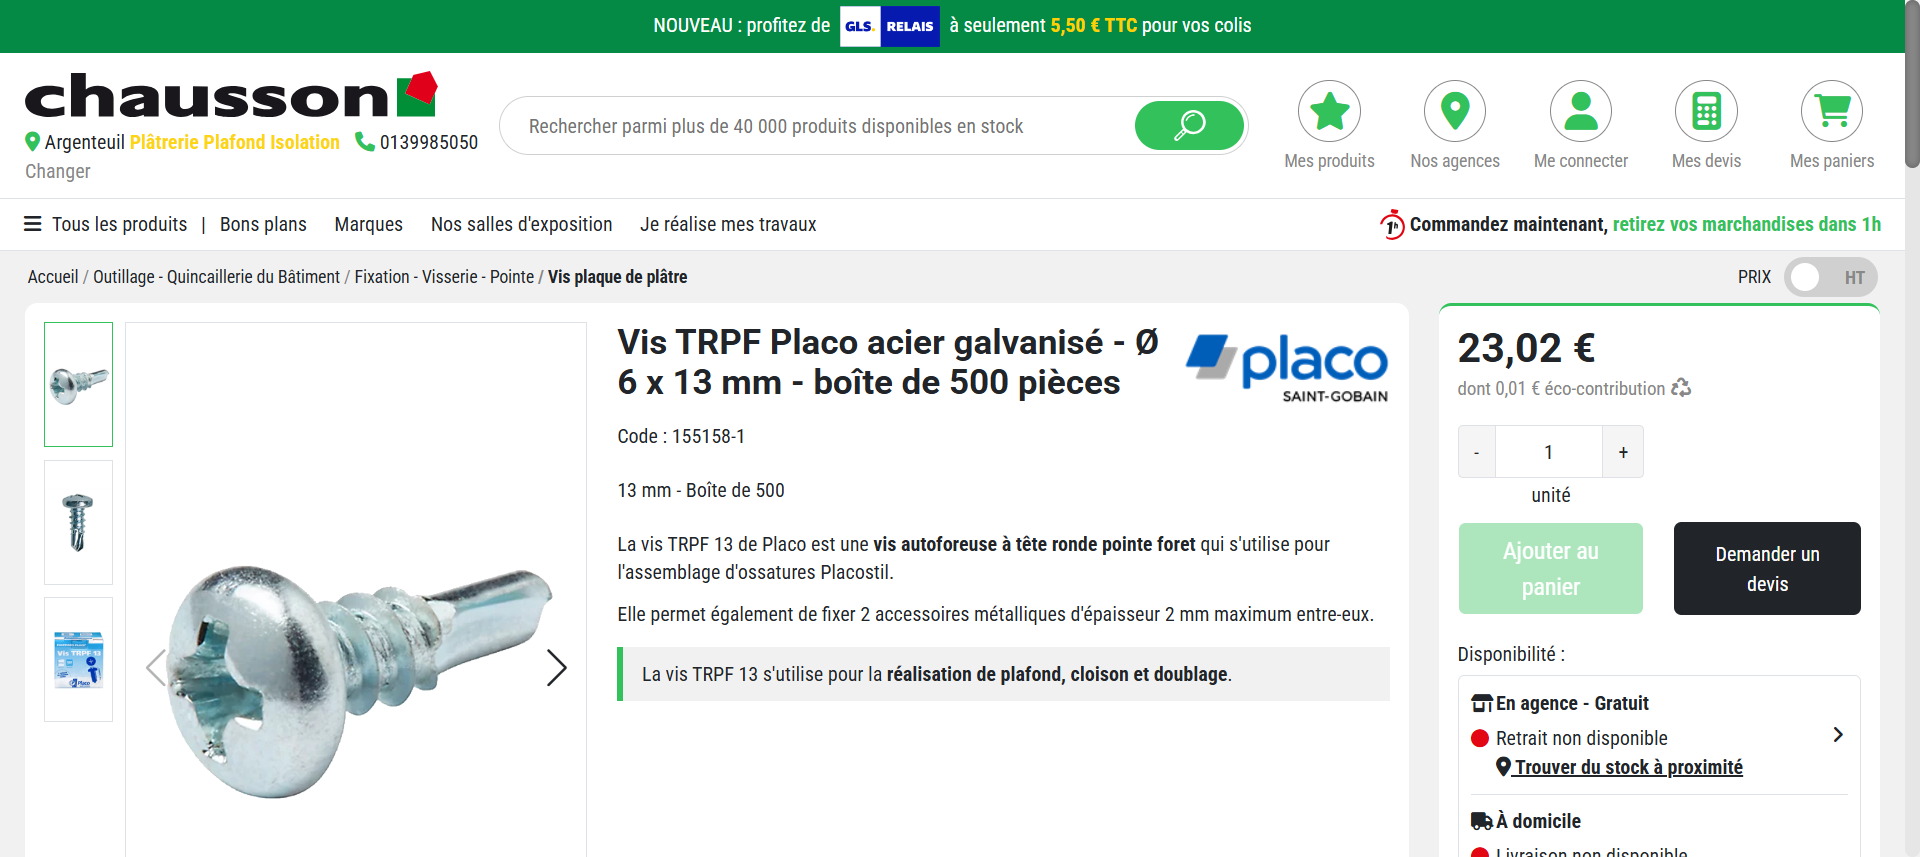 NOUVEAU : profitez de GLS. RELAIS à seulement 5,50 € TTC pour vos colis
chausson
Argenteuil Plâtrerie Plafond Isolation 0139985050
Changer
Rechercher parmi plus de 40 000 produits disponibles en stock
Mes produits
Nos agences
Me connecter
Mes devis
Mes paniers
Tous les produits | Bons plans Marques Nos salles d'exposition Je réalise mes travaux
1h Commandez maintenant, retirez vos marchandises dans 1h
Accueil / Outillage - Quincaillerie du Bâtiment / Fixation - Visserie - Pointe / Vis plaque de plâtre
PRIX HT
Vis TRPF 13
Placo
Vis TRPF Placo acier galvanisé - Ø
6 x 13 mm - boîte de 500 pièces
placo
SAINT-GOBAIN
Code : 155158-1
13 mm - Boîte de 500
La vis TRPF 13 de Placo est une vis autoforeuse à tête ronde pointe foret qui s'utilise pour
l'assemblage d'ossatures Placostil.
Elle permet également de fixer 2 accessoires métalliques d'épaisseur 2 mm maximum entre-eux.
La vis TRPF 13 s'utilise pour la réalisation de plafond, cloison et doublage.
23,02 €
dont 0,01 € éco-contribution
- 1 +
unité
Ajouter au
panier
Demander un
devis
Disponibilité :
En agence - Gratuit
Retrait non disponible
Trouver du stock à proximité
À domicile
Livraison non disponible